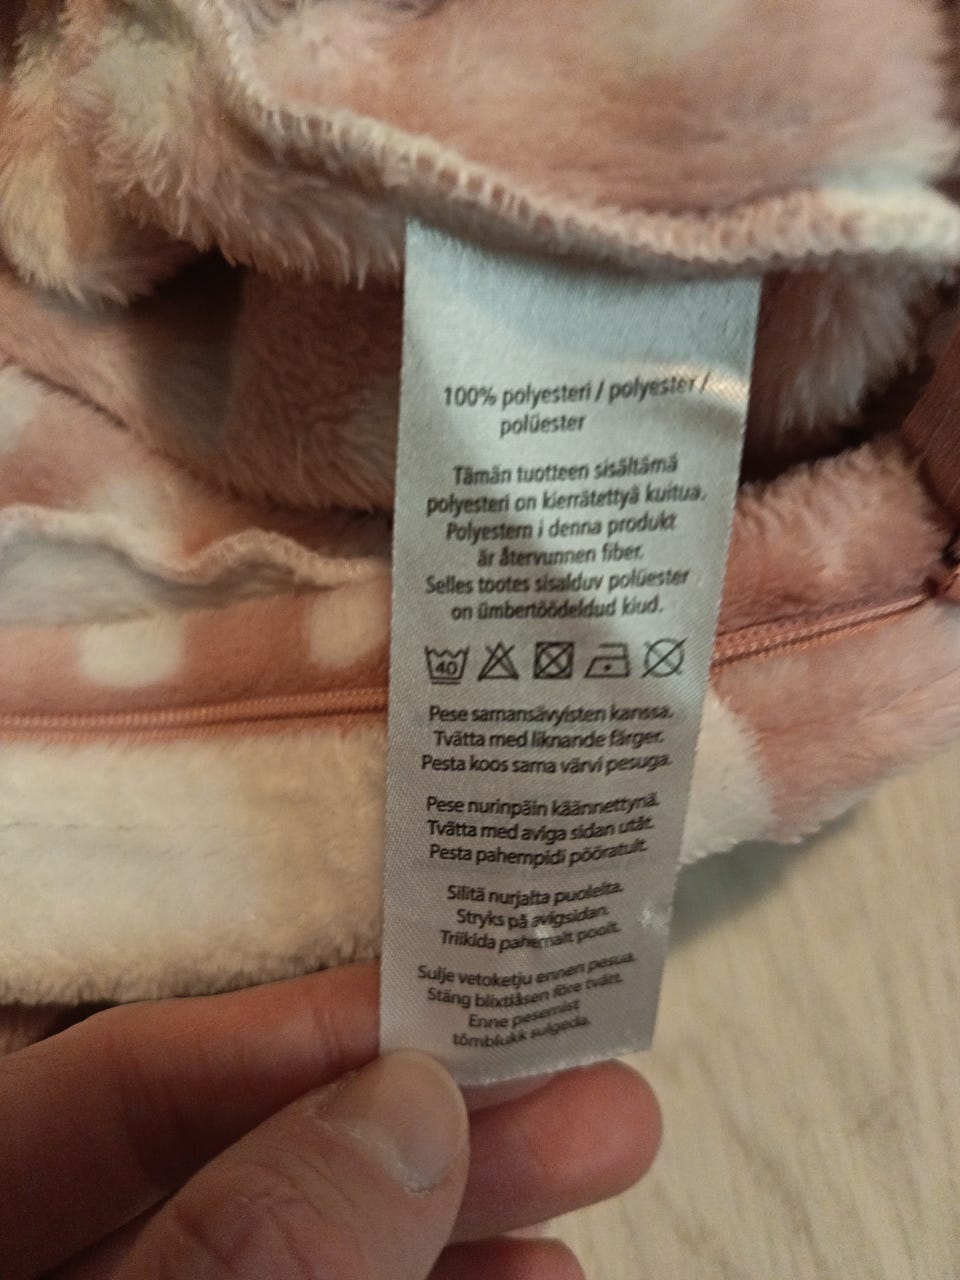 100% polyesteri / polyester /
polüester
Tämän tuotteen sisältämä
polyesteri on kierrätettyä kuitua.
Polyestern i denna produkt
är återvunnen fiber.
Selles tootes sisalduv polüester
on ümbertöödeldud kiud.
40
Pese samansävyisten kanssa.
Tvätta med liknande färger.
Pesta koos sama värvi pesuga.
Pese nurinpäin käännettynä.
Tvätta med aviga sidan utåt.
Pesta pahempidi pööratult.
Silitä nurjalta puolelta.
Stryks på avigsidan.
Triikida pahemalt poolt.
Sulje vetoketju ennen pesua.
Stäng blixtlåsen före tvätt.
Enne pesemist
tõmblukk sulgeda.